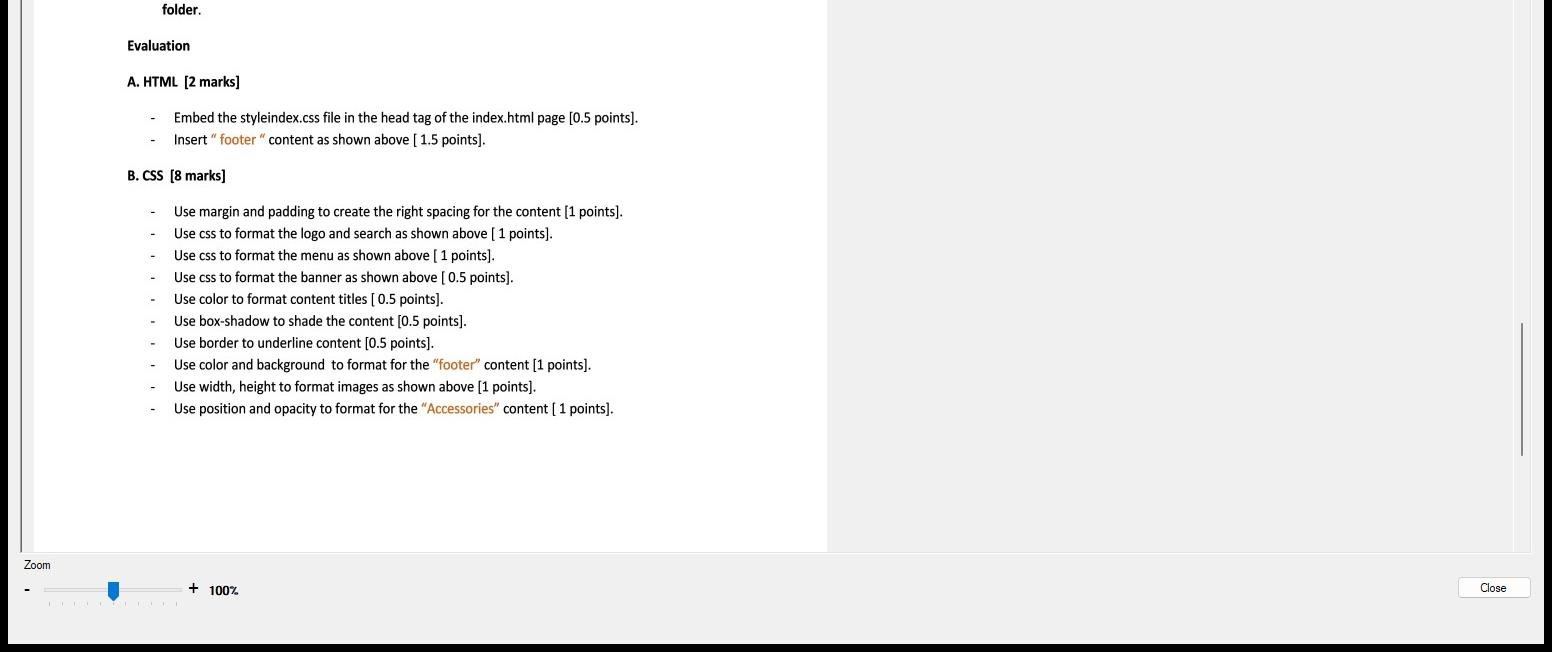 folder.
Evaluation
A. HTML [2 marks]
- Embed the styleindex.css file in the head tag of the index.html page [0.5 points].
- Insert “ footer “ content as shown above [ 1.5 points].
B. CSS [8 marks]
- Use margin and padding to create the right spacing for the content [1 points].
- Use css to format the logo and search as shown above [ 1 points].
- Use css to format the menu as shown above [ 1 points].
- Use css to format the banner as shown above [ 0.5 points].
- Use color to format content titles [ 0.5 points].
- Use box-shadow to shade the content [0.5 points].
- Use border to underline content [0.5 points].
- Use color and background to format for the “footer” content [1 points].
- Use width, height to format images as shown above [1 points].
- Use position and opacity to format for the “Accessories” content [ 1 points].
Zoom
- + 100%
Close